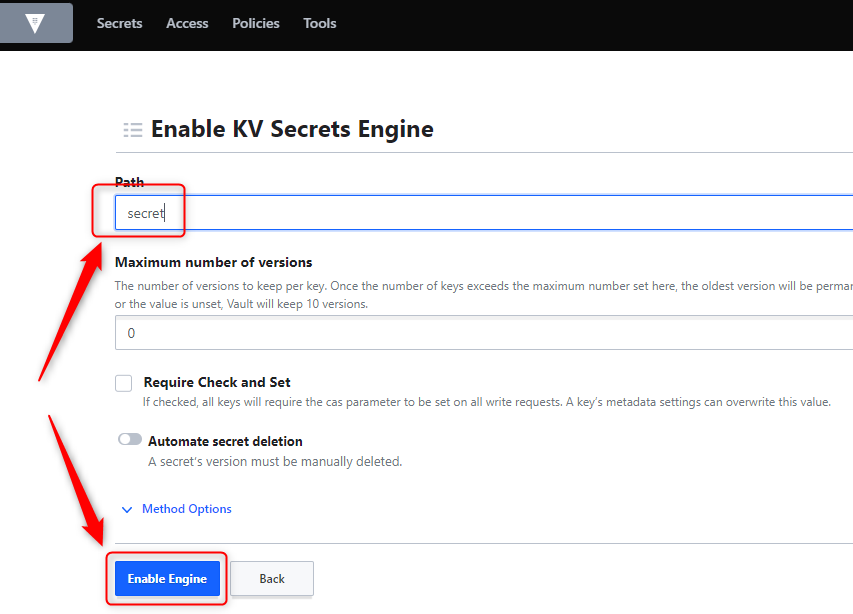 Secrets Access Policies Tools
Enable KV Secrets Engine
Path
secret
Maximum number of versions
The number of versions to keep per key. Once the number of keys exceeds the maximum number set here, the oldest version will be
or the value is unset, Vault will keep 10 versions.
0
Require Check and Set
If checked, all keys will require the cas parameter to be set on all write requests. A key's metadata settings can overwrite this value.
Automate secret deletion
A secret's version must be manually deleted.
Method Options
Enable Engine Back